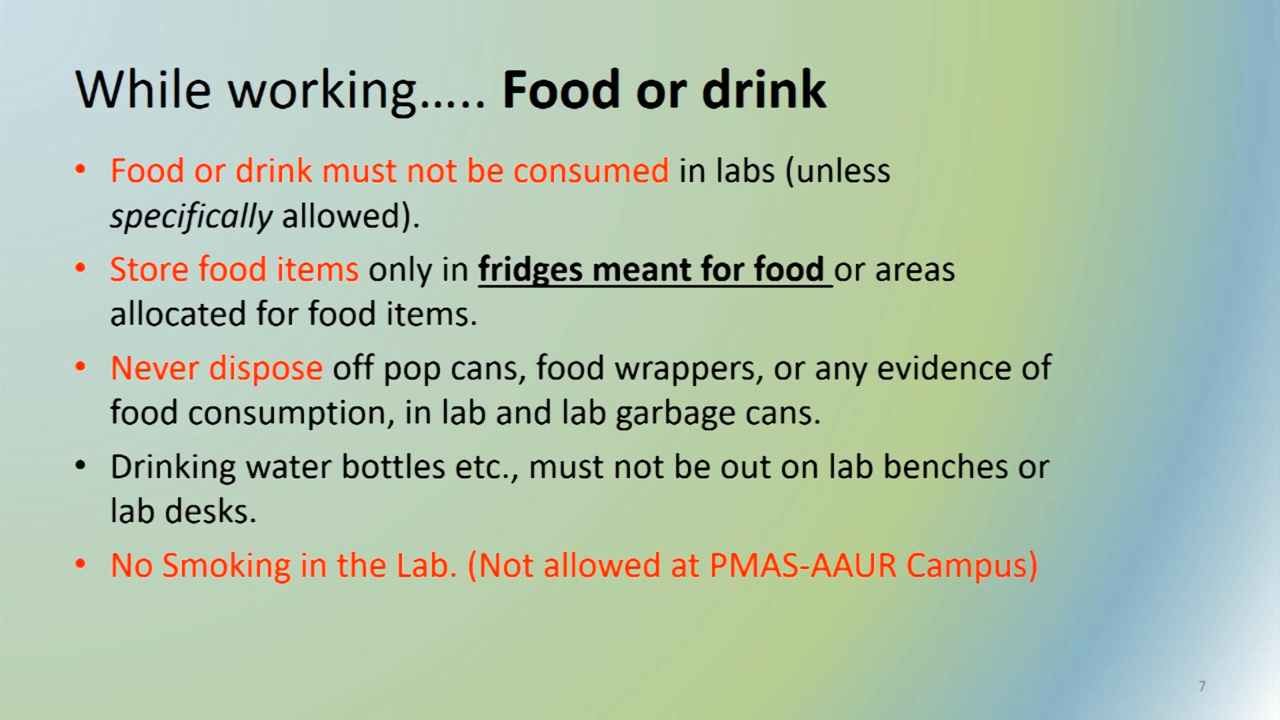 While working….. Food or drink
• Food or drink must not be consumed in labs (unless
specifically allowed).
• Store food items only in fridges meant for food or areas
allocated for food items.
• Never dispose off pop cans, food wrappers, or any evidence of
food consumption, in lab and lab garbage cans.
• Drinking water bottles etc., must not be out on lab benches or
lab desks.
• No Smoking in the Lab. (Not allowed at PMAS-AAUR Campus)
7